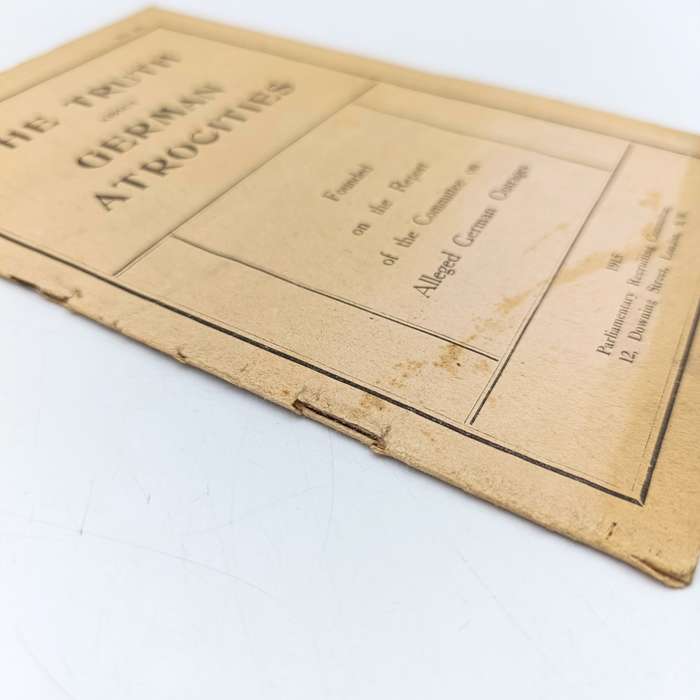 HE TRUTH
ABOUT
GERMAN
ATROCITIES
Founded
on the Report
of the Committee on
Alleged German Outrages
1915
Parliamentary Recruiting Committee,
12, Downing Street, London, S.W.